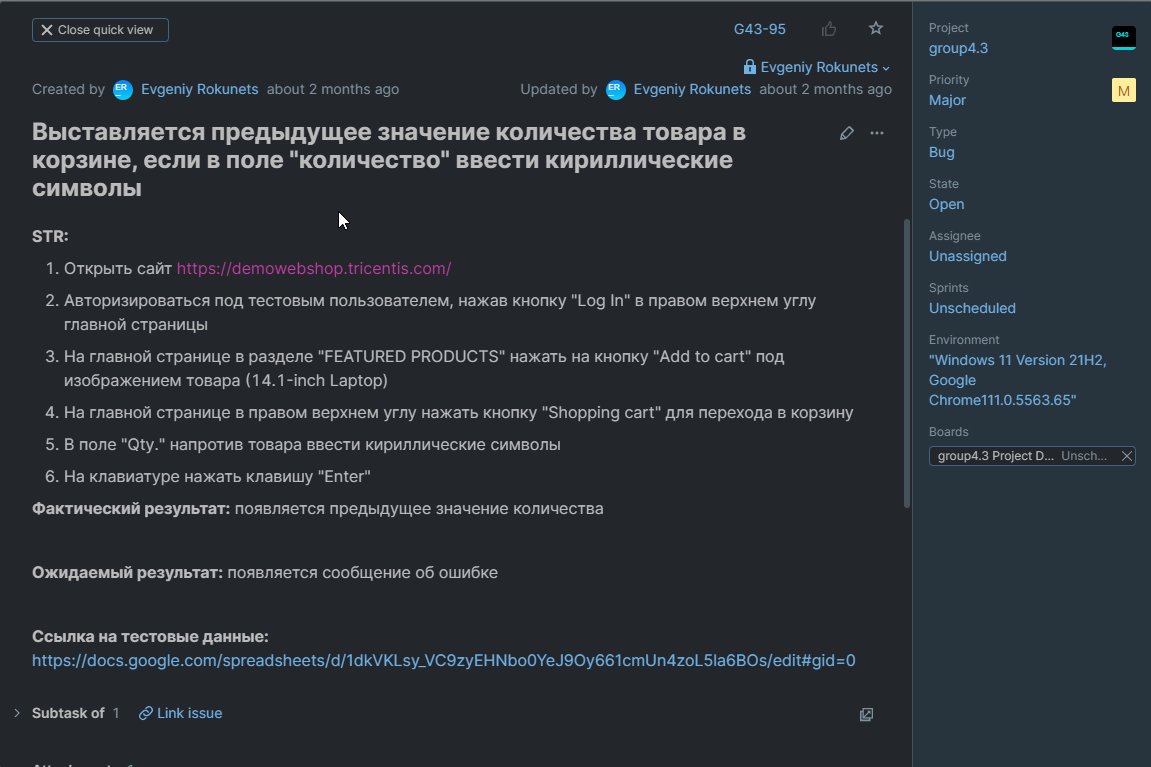 Close quick view
G43-95
Evgeniy Rokunets
Created by ER Evgeniy Rokunets about 2 months ago
Updated by ER Evgeniy Rokunets about 2 months ago
Выставляется предыдущее значение количества товара в
корзине, если в поле "количество" ввести кириллические
символы
STR:
1. Открыть сайт https://demowebshop.tricentis.com/
2. Авторизироваться под тестовым пользователем, нажав кнопку "Log In" в правом верхнем углу
главной страницы
3. На главной странице в разделе "FEATURED PRODUCTS" нажать на кнопку "Add to cart" под
изображением товара (14.1-inch Laptop)
4. На главной странице в правом верхнем углу нажать кнопку "Shopping cart" для перехода в корзину
5. В поле "Qty." напротив товара ввести кириллические символы
6. На клавиатуре нажать клавишу "Enter"
Фактический результат: появляется предыдущее значение количества
Ожидаемый результат: появляется сообщение об ошибке
Ссылка на тестовые данные:
https://docs.google.com/spreadsheets/d/1dkVKLsy_VC9zyEHNbo0YeJ9Oy661cmUn4zoL5la6BOs/edit#gid=0
Subtask of 1 Link issue
Project
group4.3
G43
Priority
Major
M
Type
Bug
State
Open
Assignee
Unassigned
Sprints
Unscheduled
Environment
"Windows 11 Version 21H2,
Google
Chrome111.0.5563.65"
Boards
group4.3 Project D... Unsch...